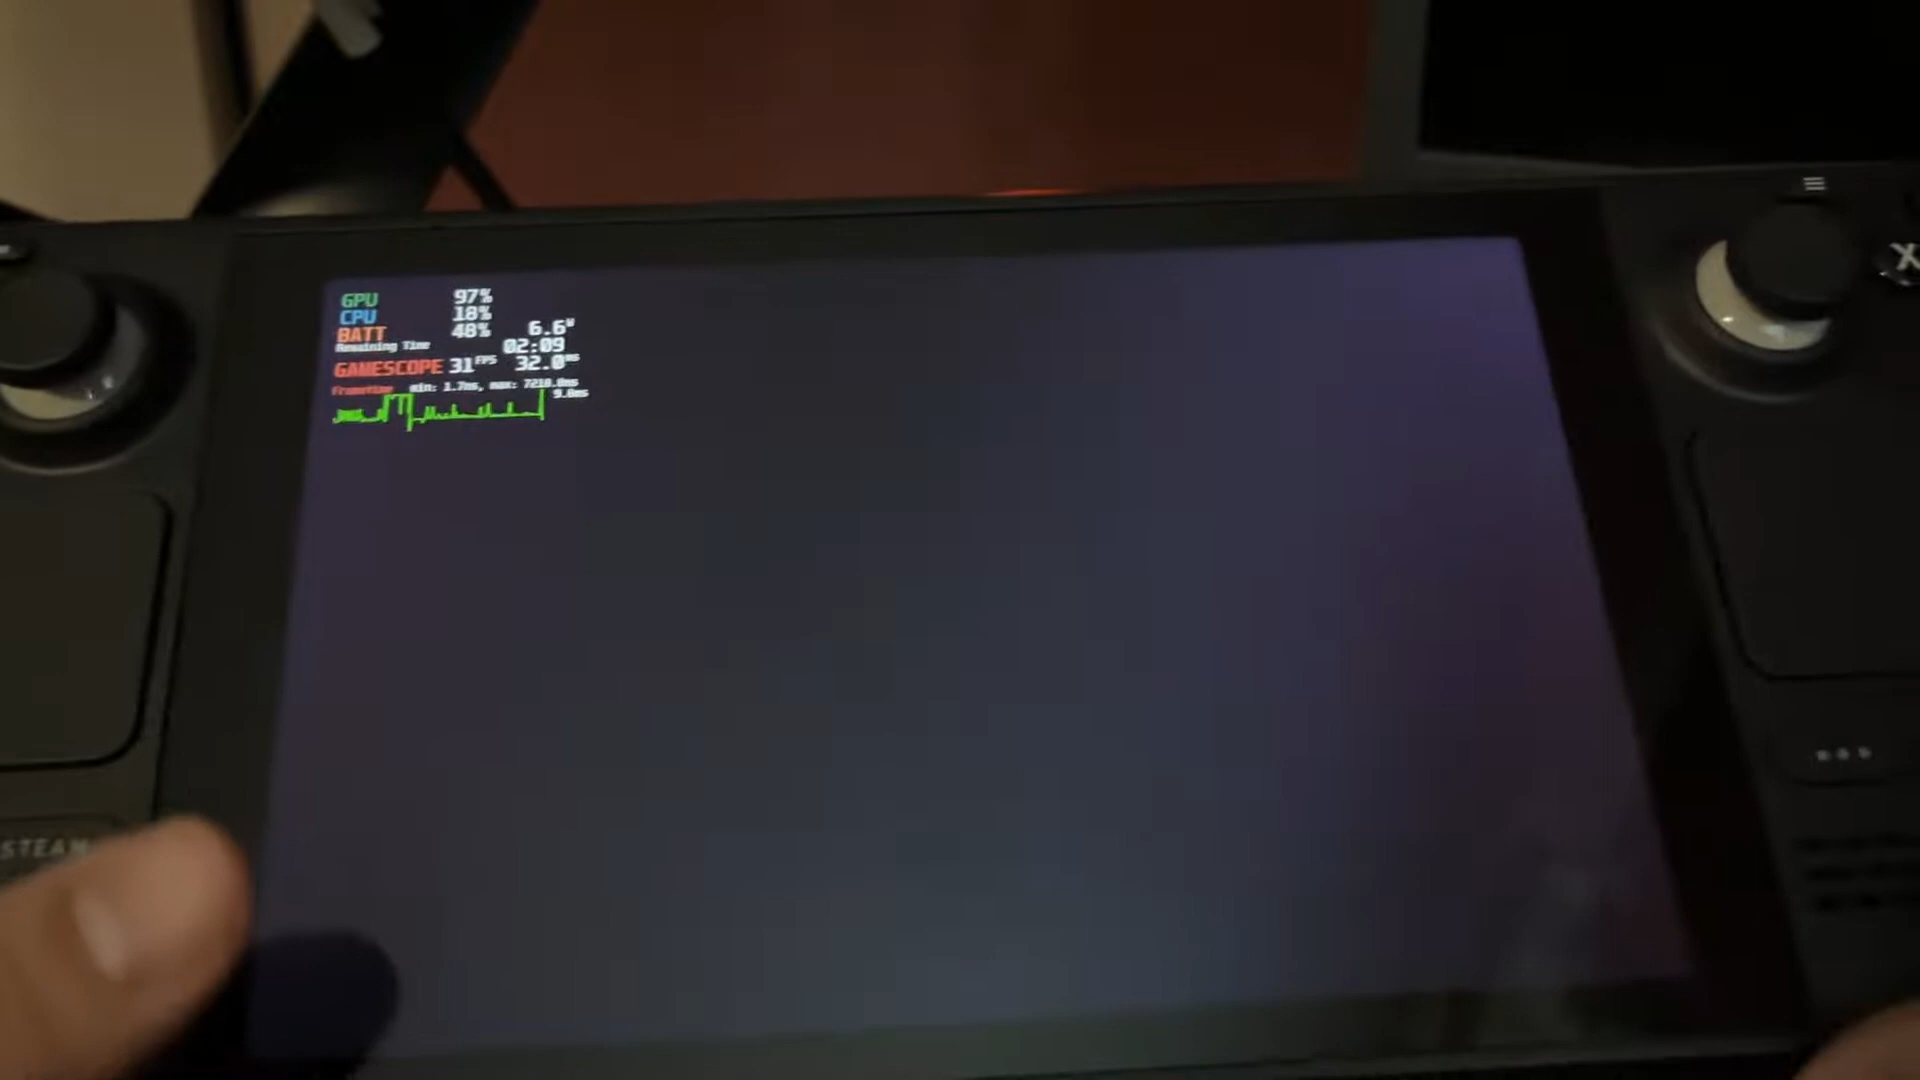 GPU 97%
CPU 18%
BATT 48% 6.6W
Remaining Time 02:09
GAMESCOPE 31FPS 32.0ms
Frametime min: 1.7ms, max: 7218.0ms
9.0ms
X
STEAM